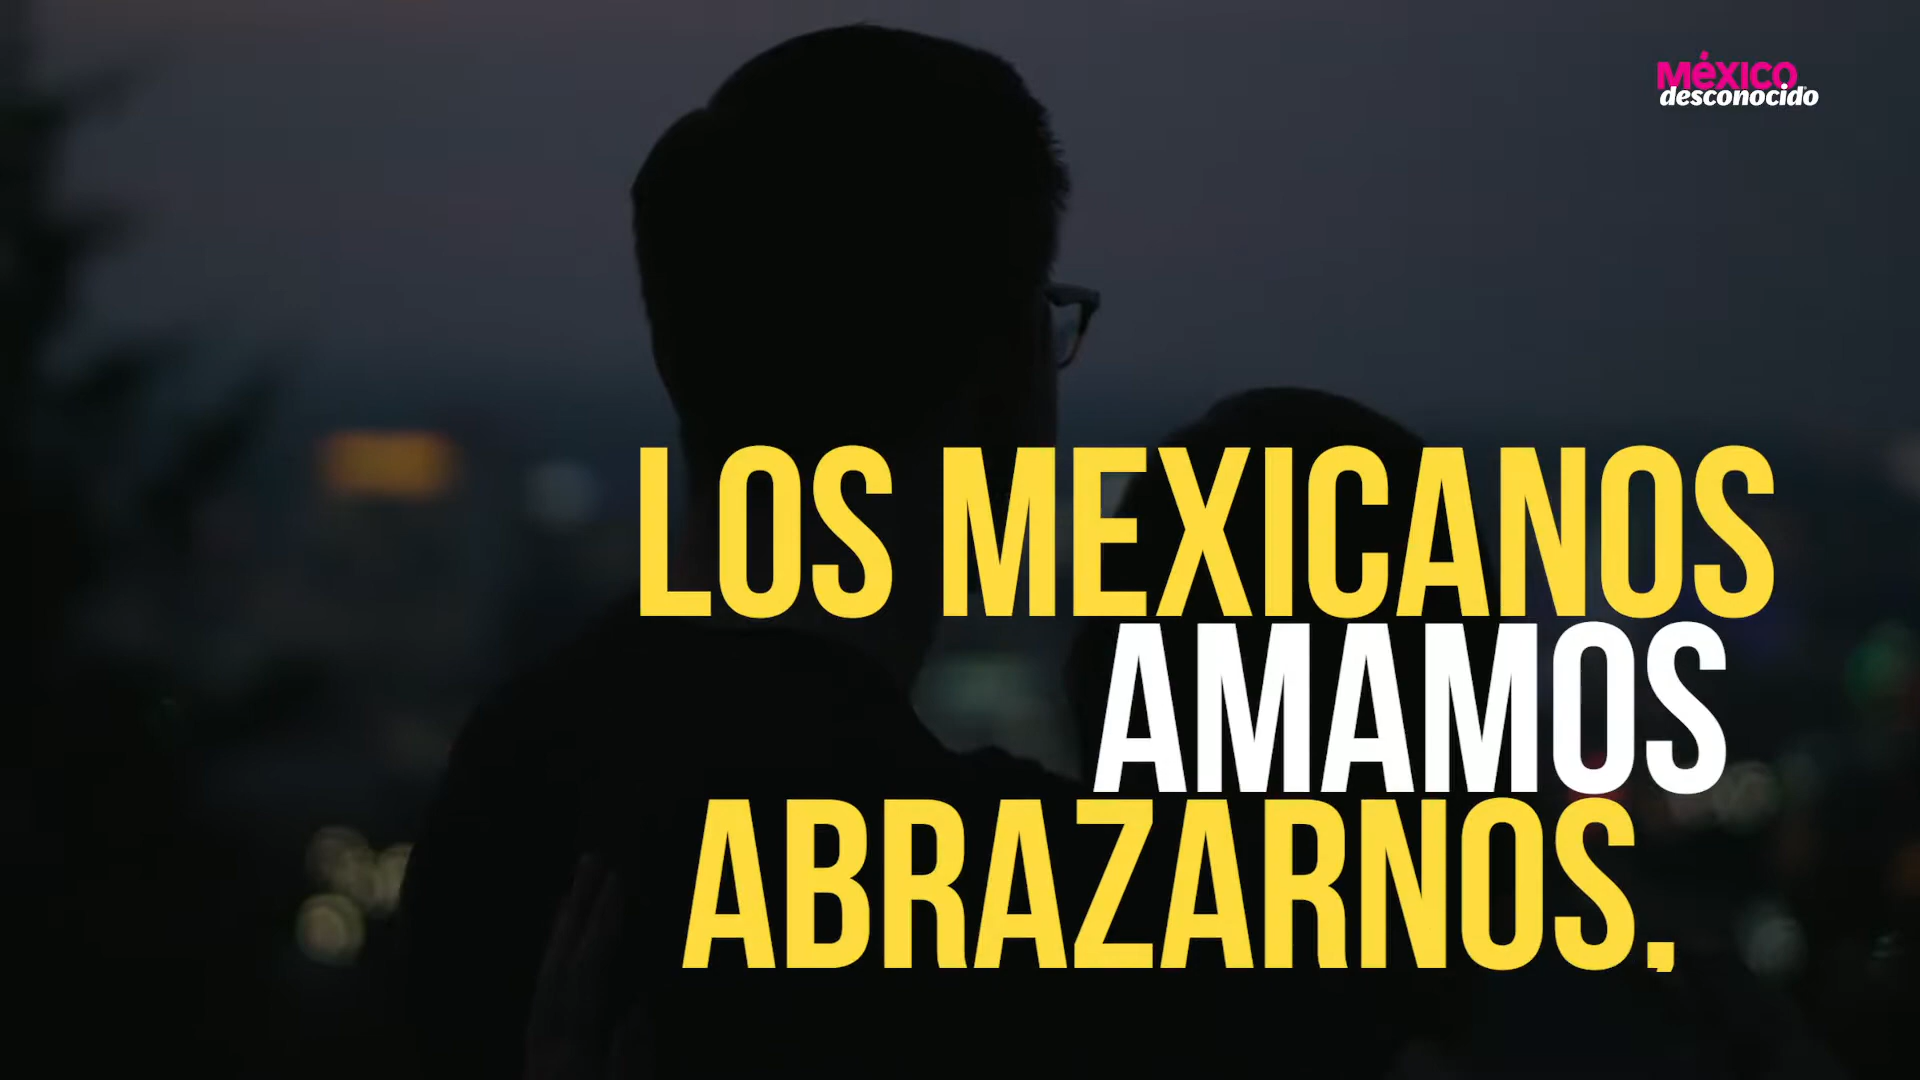 MÉXICO
desconocido
LOS MEXICANOS
AMAMOS
ABRAZARNOS,